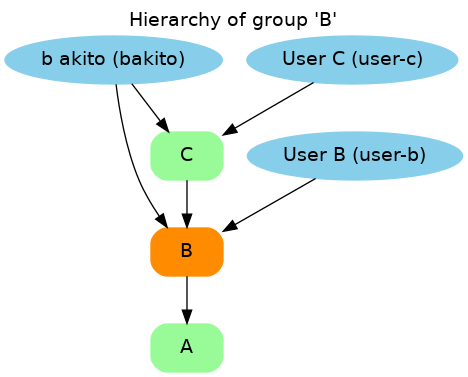 Hierarchy of group 'B'
b akito (bakito)
User C (user-c)
C
User B (user-b)
B
A